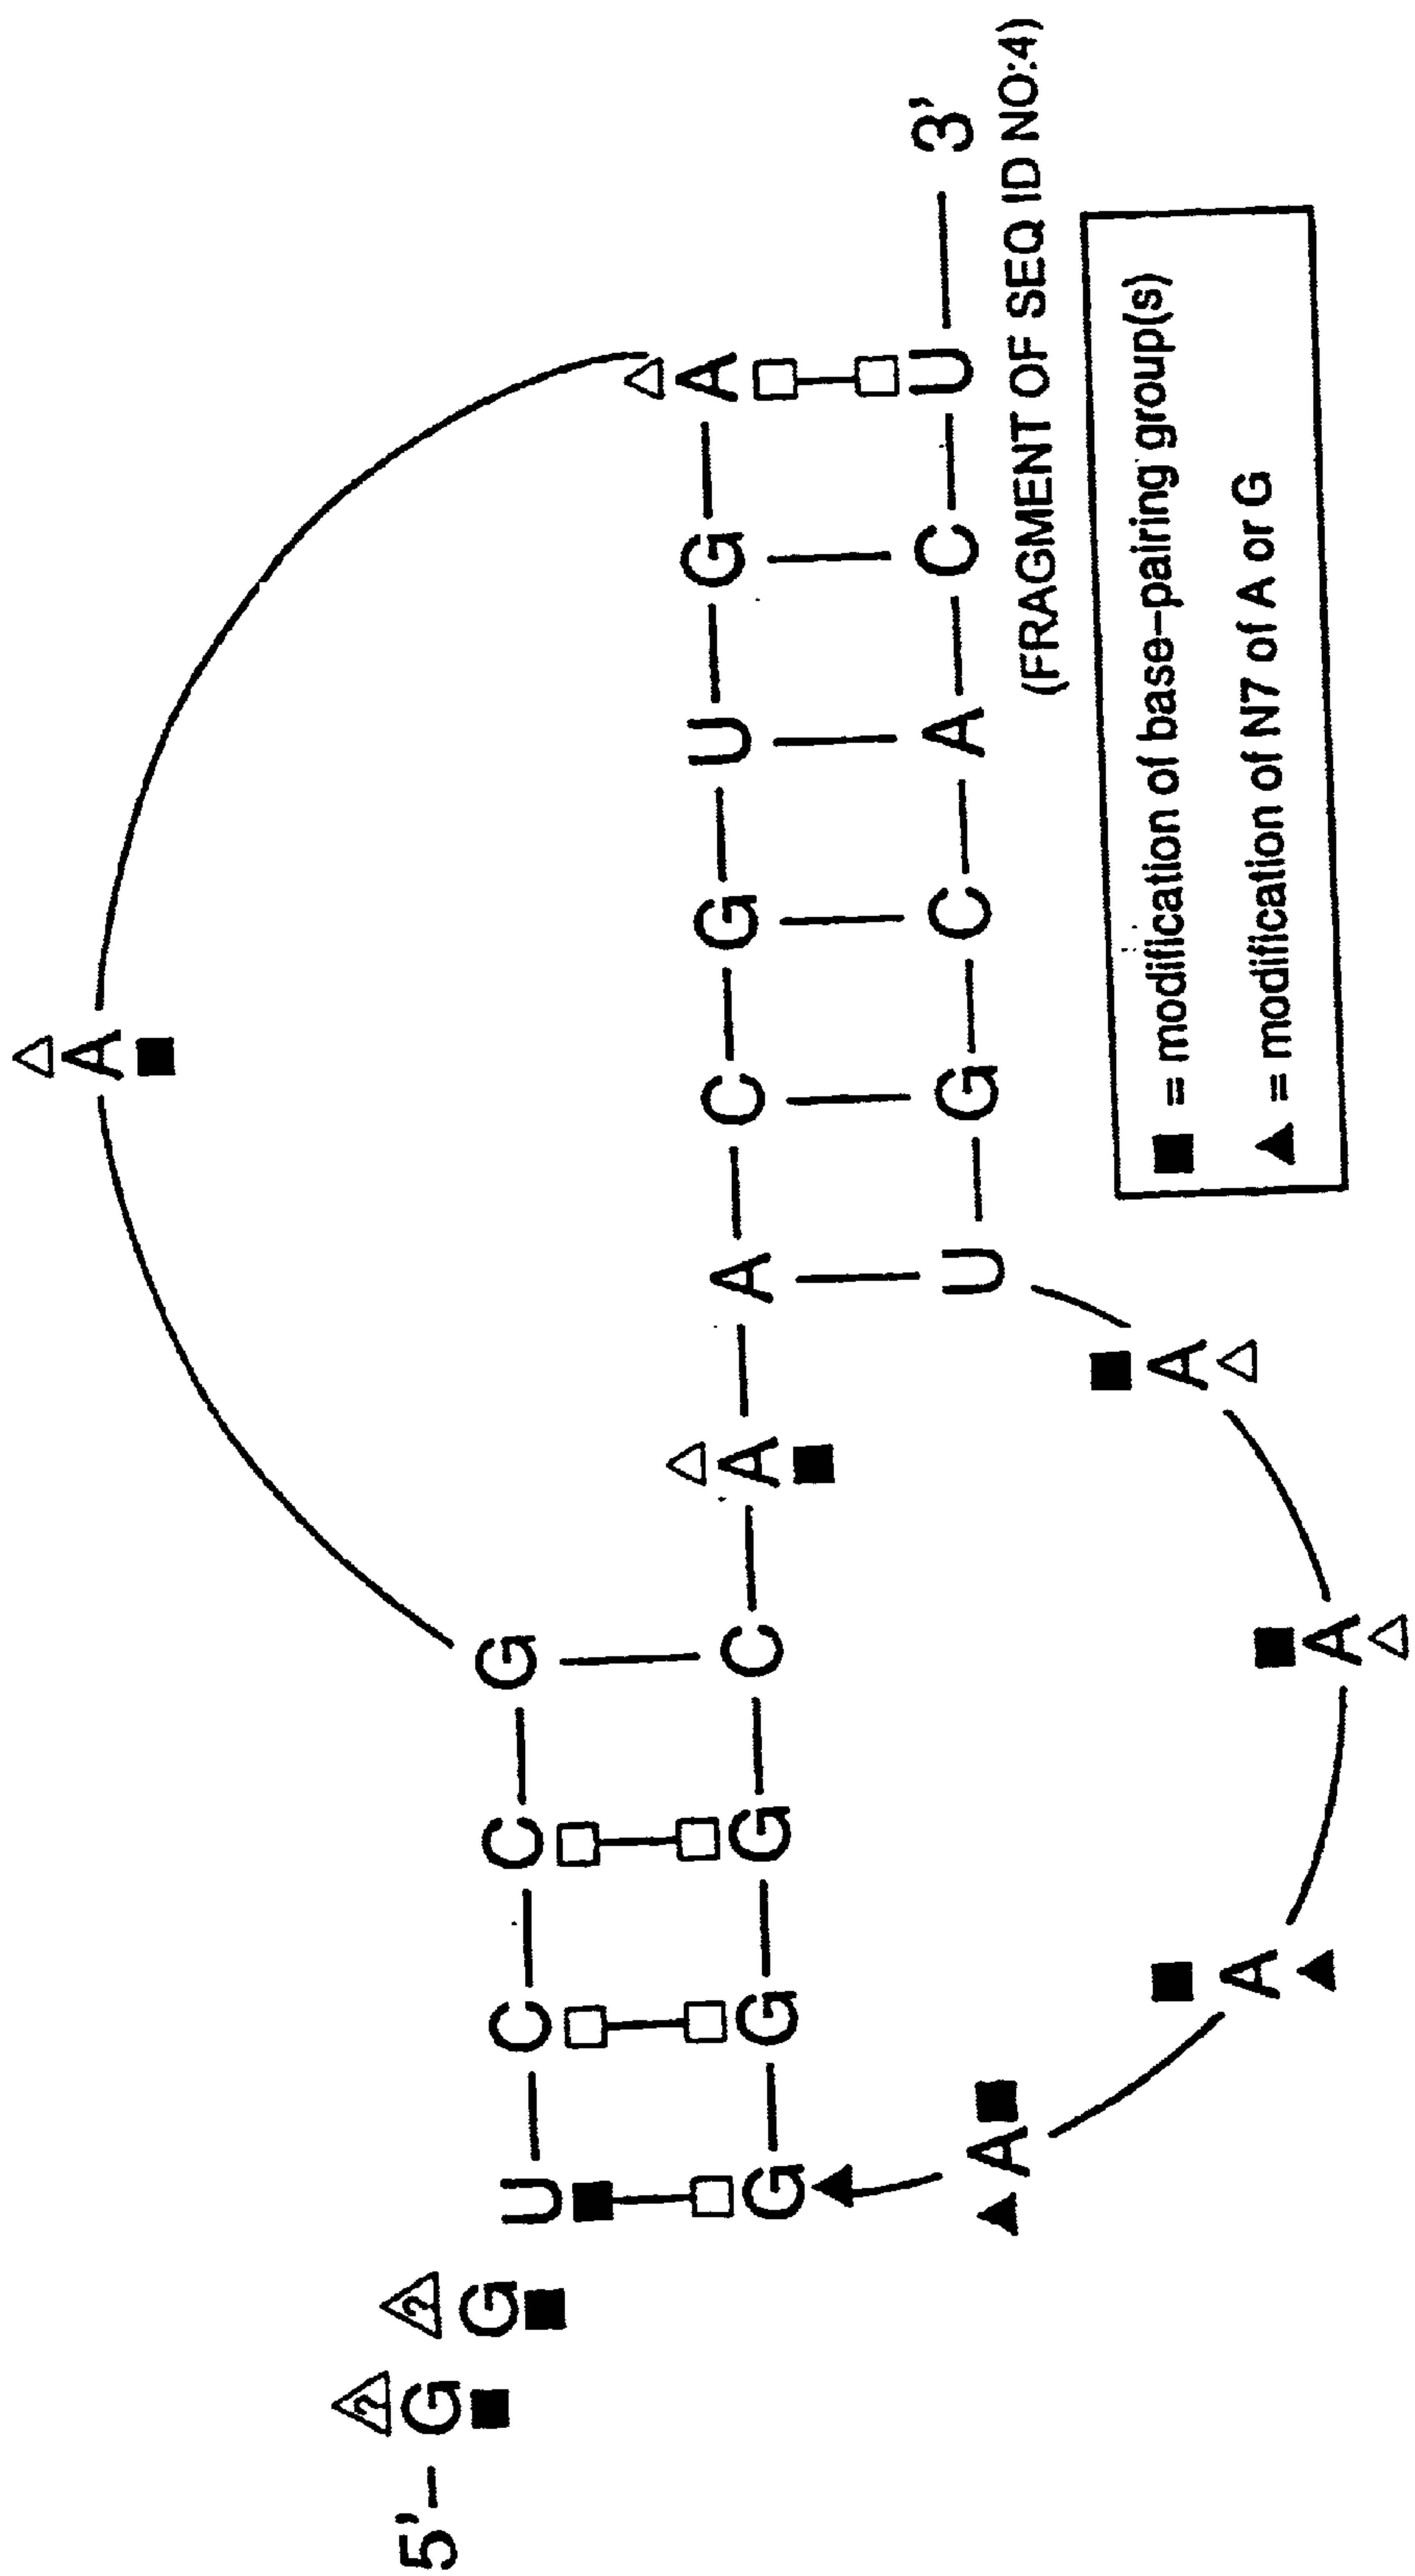 A
? ?
5' – G G U C C G
G G G C A A C G U G A
U G C A C U 3'
A A A A
(FRAGMENT OF SEQ ID NO:4)
■ = modification of base–pairing group(s)
▲ = modification of N7 of A or G